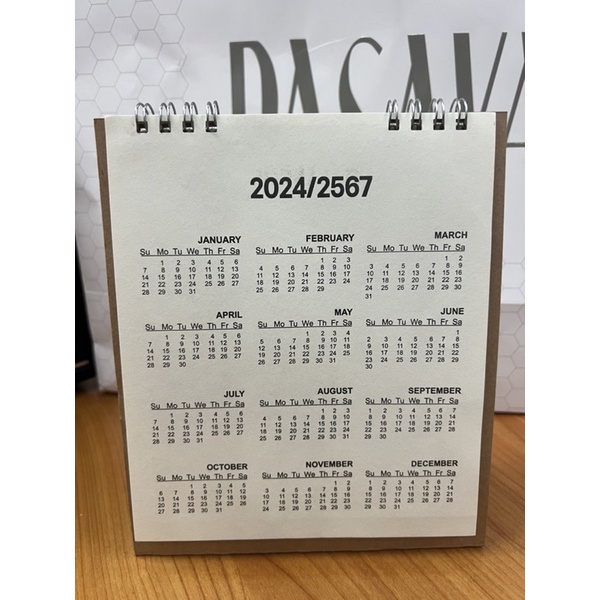 2024/2567
JANUARY
Su Mo Tu We Th Fr Sa
1 2 3 4 5 6
7 8 9 10 11 12 13
14 15 16 17 18 19 20
21 22 23 24 25 26 27
28 29 30 31
FEBRUARY
Su Mo Tu We Th Fr Sa
1 2 3
4 5 6 7 8 9 10
11 12 13 14 15 16 17
18 19 20 21 22 23 24
25 26 27 28 29
MARCH
Su Mo Tu We Th Fr Sa
1 2
3 4 5 6 7 8 9
10 11 12 13 14 15 16
17 18 19 20 21 22 23
24 25 26 27 28 29 30
31
APRIL
Su Mo Tu We Th Fr Sa
1 2 3 4 5 6
7 8 9 10 11 12 13
14 15 16 17 18 19 20
21 22 23 24 25 26 27
28 29 30
MAY
Su Mo Tu We Th Fr Sa
1 2 3 4
5 6 7 8 9 10 11
12 13 14 15 16 17 18
19 20 21 22 23 24 25
26 27 28 29 30 31
JUNE
Su Mo Tu We Th Fr Sa
1
2 3 4 5 6 7 8
9 10 11 12 13 14 15
16 17 18 19 20 21 22
23 24 25 26 27 28 29
30
JULY
Su Mo Tu We Th Fr Sa
1 2 3 4 5 6
7 8 9 10 11 12 13
14 15 16 17 18 19 20
21 22 23 24 25 26 27
28 29 30 31
AUGUST
Su Mo Tu We Th Fr Sa
1 2 3
4 5 6 7 8 9 10
11 12 13 14 15 16 17
18 19 20 21 22 23 24
25 26 27 28 29 30 31
SEPTEMBER
Su Mo Tu We Th Fr Sa
1 2 3 4 5 6 7
8 9 10 11 12 13 14
15 16 17 18 19 20 21
22 23 24 25 26 27 28
29 30
OCTOBER
Su Mo Tu We Th Fr Sa
1 2 3 4 5
6 7 8 9 10 11 12
13 14 15 16 17 18 19
20 21 22 23 24 25 26
27 28 29 30 31
NOVEMBER
Su Mo Tu We Th Fr Sa
1 2
3 4 5 6 7 8 9
10 11 12 13 14 15 16
17 18 19 20 21 22 23
24 25 26 27 28 29 30
DECEMBER
Su Mo Tu We Th Fr Sa
1 2 3 4 5 6 7
8 9 10 11 12 13 14
15 16 17 18 19 20 21
22 23 24 25 26 27 28
29 30 31